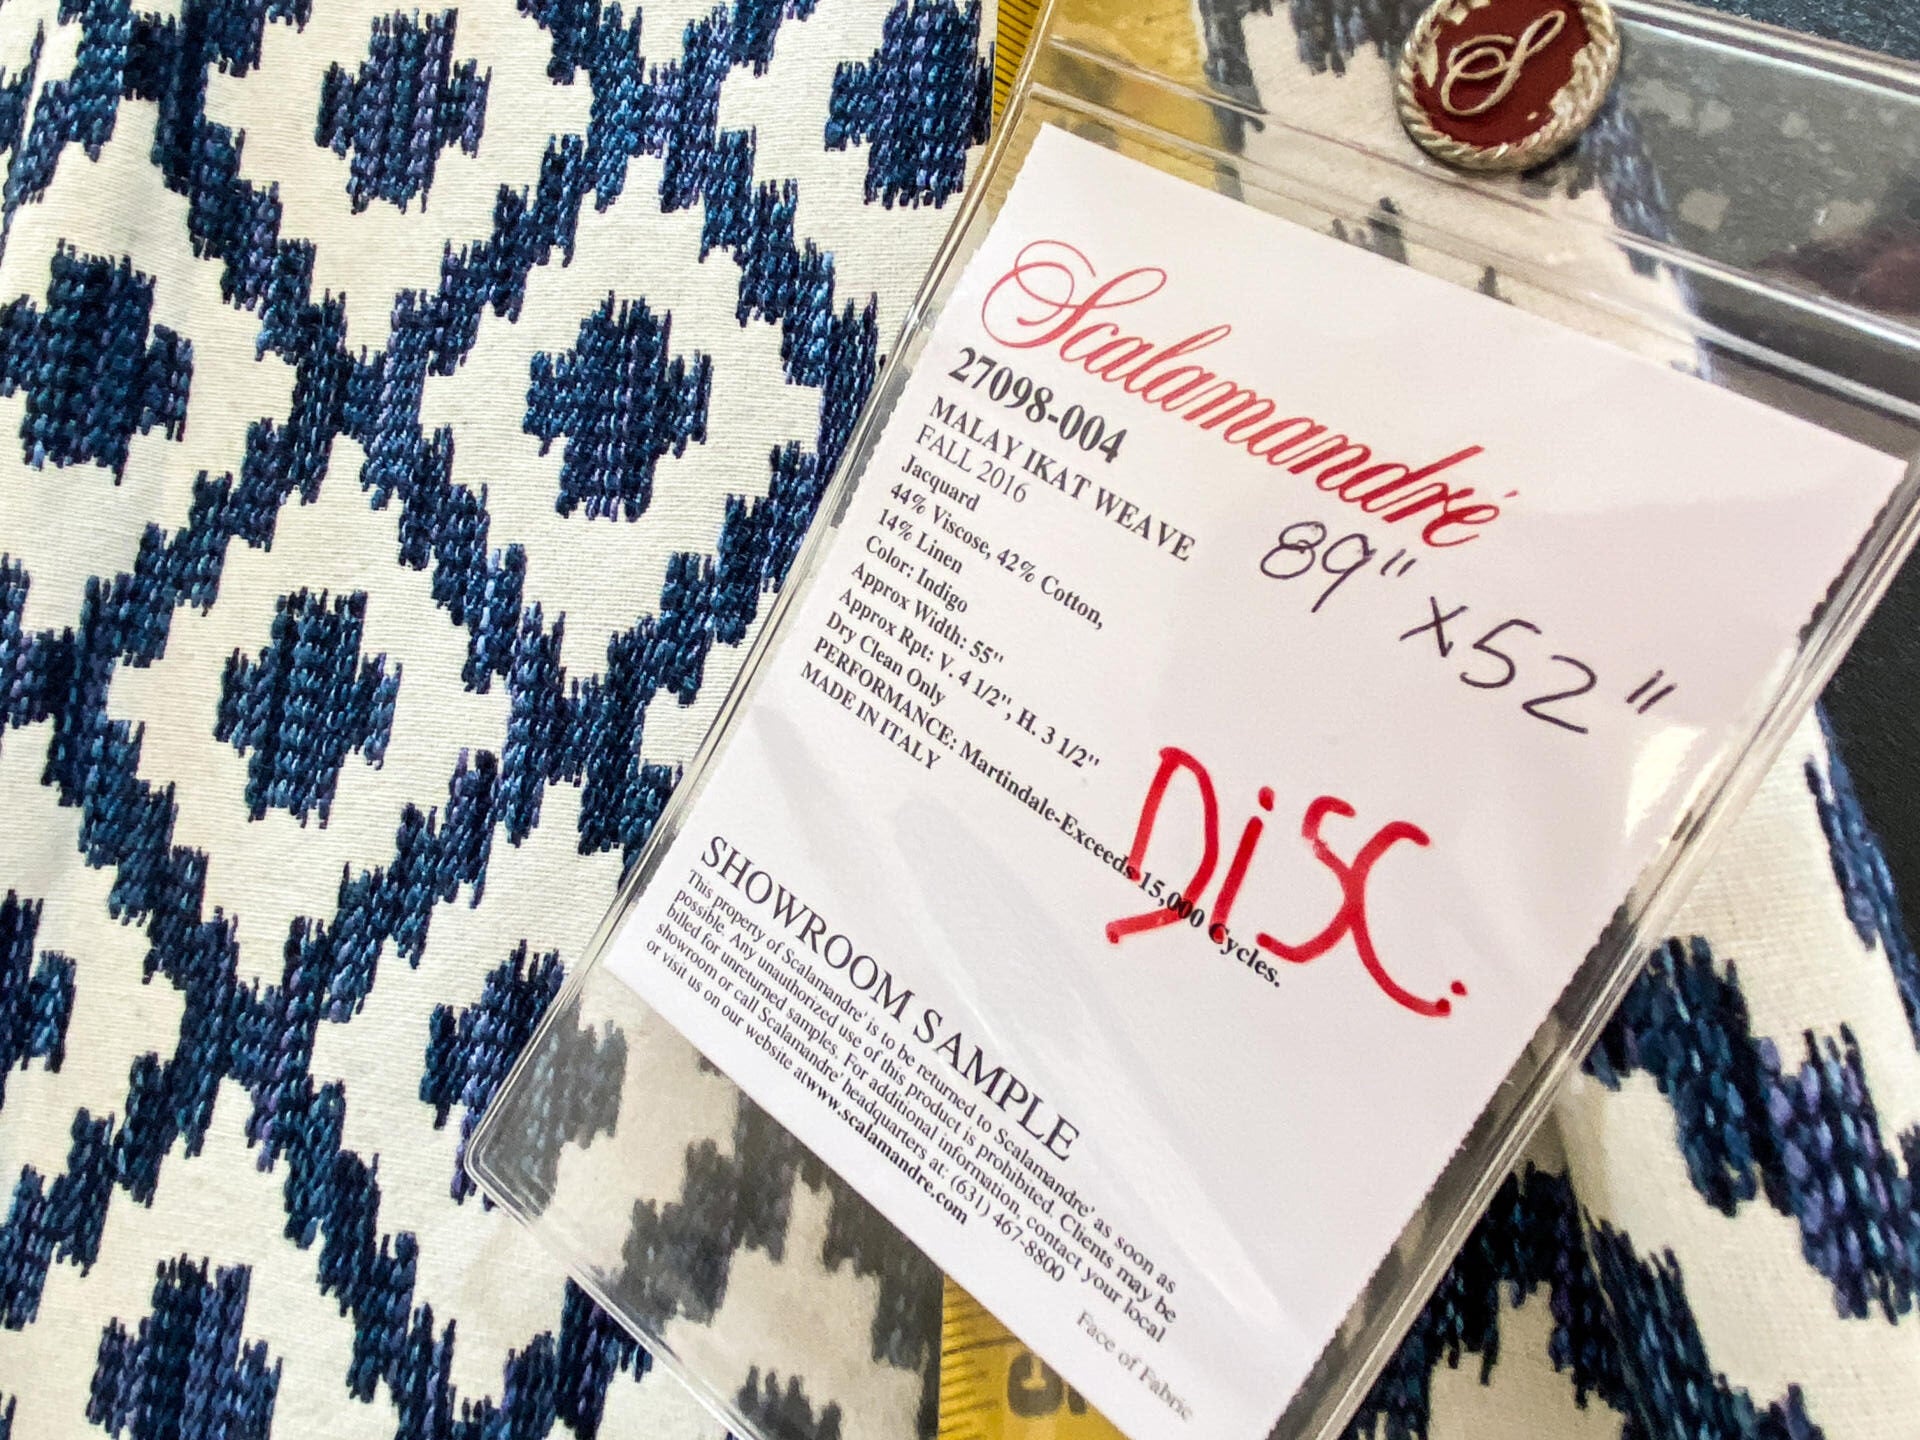 S
Scalamandré
27098-004
MALAY IKAT WEAVE
FALL 2016
Jacquard
44% Viscose, 42% Cotton,
14% Linen
Color: Indigo
Approx Width: 55"
Approx Rpt: V. 4 1/2", H. 3 1/2"
Dry Clean Only
PERFORMANCE: Martindale-Exceeds 15,000 Cycles.
MADE IN ITALY
89" x 52"
DiSC.
SHOWROOM SAMPLE
This property of Scalamandre' is to be returned to Scalamandre' as soon as
possible. Any unauthorized use of this product is prohibited. Clients may be
billed for unreturned samples. For additional information, contact your local
showroom or call Scalamandre' headquarters at: (631) 467-8800
or visit us on our website atwww.scalamandre.com
Face of Fabric